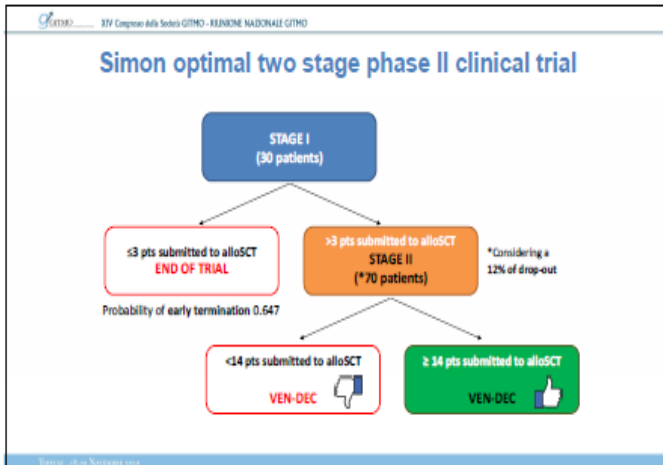 GITMO
XIV Congresso della Società GITMO - RIUNIONE NAZIONALE GITMO
Simon optimal two stage phase II clinical trial
STAGE I
(30 patients)
≤3 pts submitted to alloSCT
END OF TRIAL
>3 pts submitted to alloSCT
STAGE II
(*70 patients)
*Considering a
12% of drop-out
Probability of early termination 0.647
<14 pts submitted to alloSCT
VEN-DEC
≥ 14 pts submitted to alloSCT
VEN-DEC